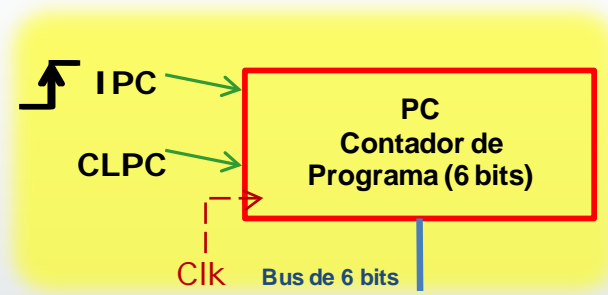 IPC
PC
Contador de
Programa (6 bits)
CLPC
Clk
Bus de 6 bits